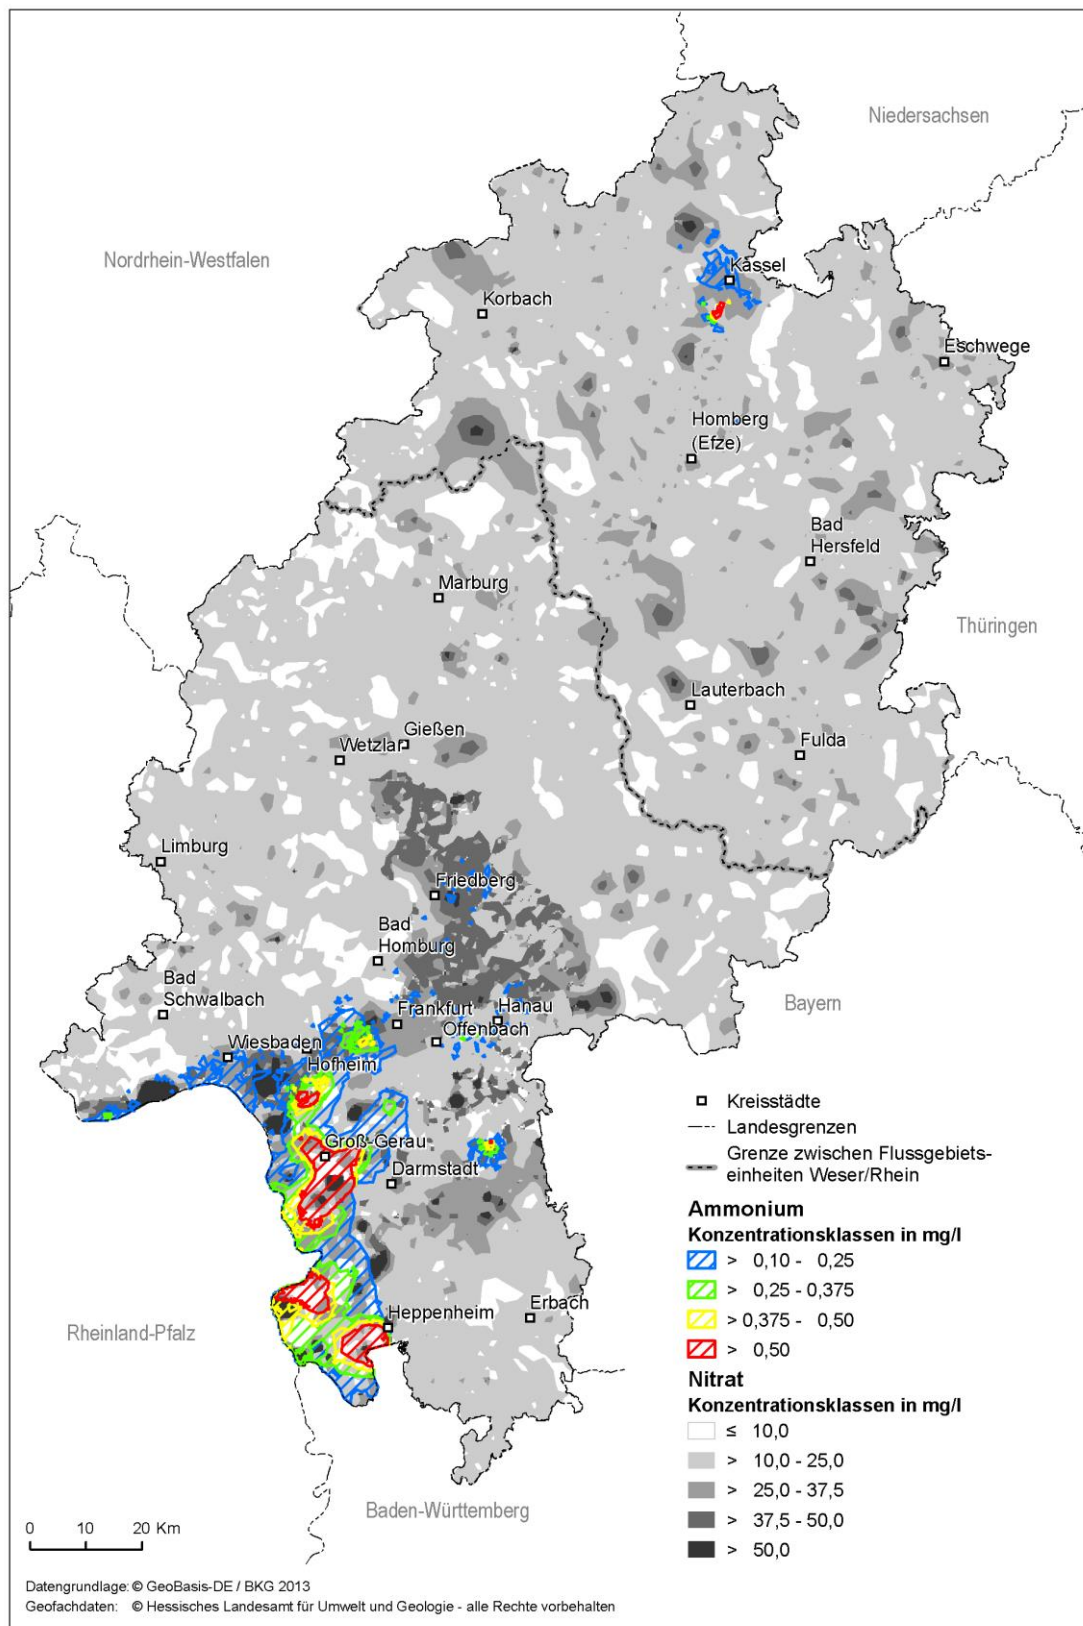 Niedersachsen
Nordrhein-Westfalen
Kassel
Korbach
Eschwege
Homberg
(Efze)
Bad
Hersfeld
Marburg
Thüringen
Lauterbach
Gießen
Wetzlar
Fulda
Limburg
Friedberg
Bad
Homburg
Bad
Schwalbach
Bayern
Frankfurt
Hanau
Offenbach
Wiesbaden
Hofheim
Groß-Gerau
Darmstadt
Heppenheim
Erbach
Rheinland-Pfalz
Baden-Württemberg
Kreisstädte
Landesgrenzen
Grenze zwischen Flussgebiets-
einheiten Weser/Rhein
Ammonium
Konzentrationsklassen in mg/l
> 0,10 - 0,25
> 0,25 - 0,375
> 0,375 - 0,50
> 0,50
Nitrat
Konzentrationsklassen in mg/l
≤ 10,0
> 10,0 - 25,0
> 25,0 - 37,5
> 37,5 - 50,0
> 50,0
0 10 20 Km
Datengrundlage: © GeoBasis-DE / BKG 2013
Geofachdaten: © Hessisches Landesamt für Umwelt und Geologie - alle Rechte vorbehalten